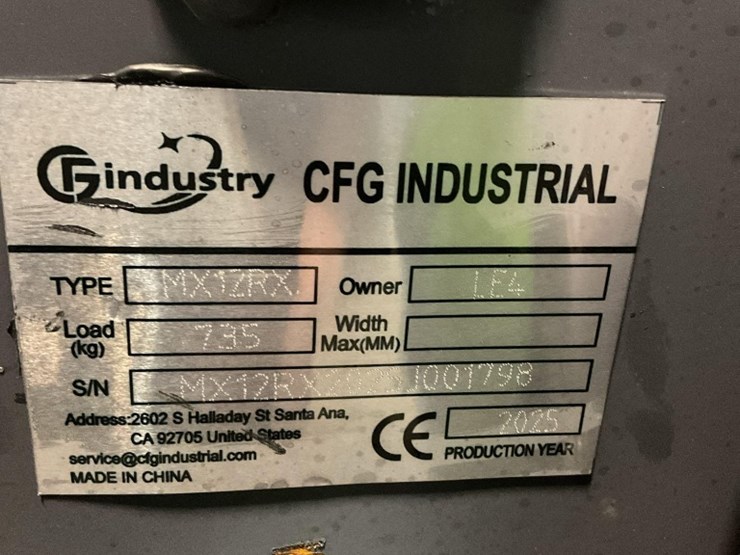 CFindustry CFG INDUSTRIAL
TYPE MX12RX Owner LE4
Load (kg) 735 Width Max(MM)
S/N
Address:2602 S Halladay St Santa Ana,
CA 92705 United States
service@cfgindustrial.com
MADE IN CHINA
CE 2025
PRODUCTION YEAR